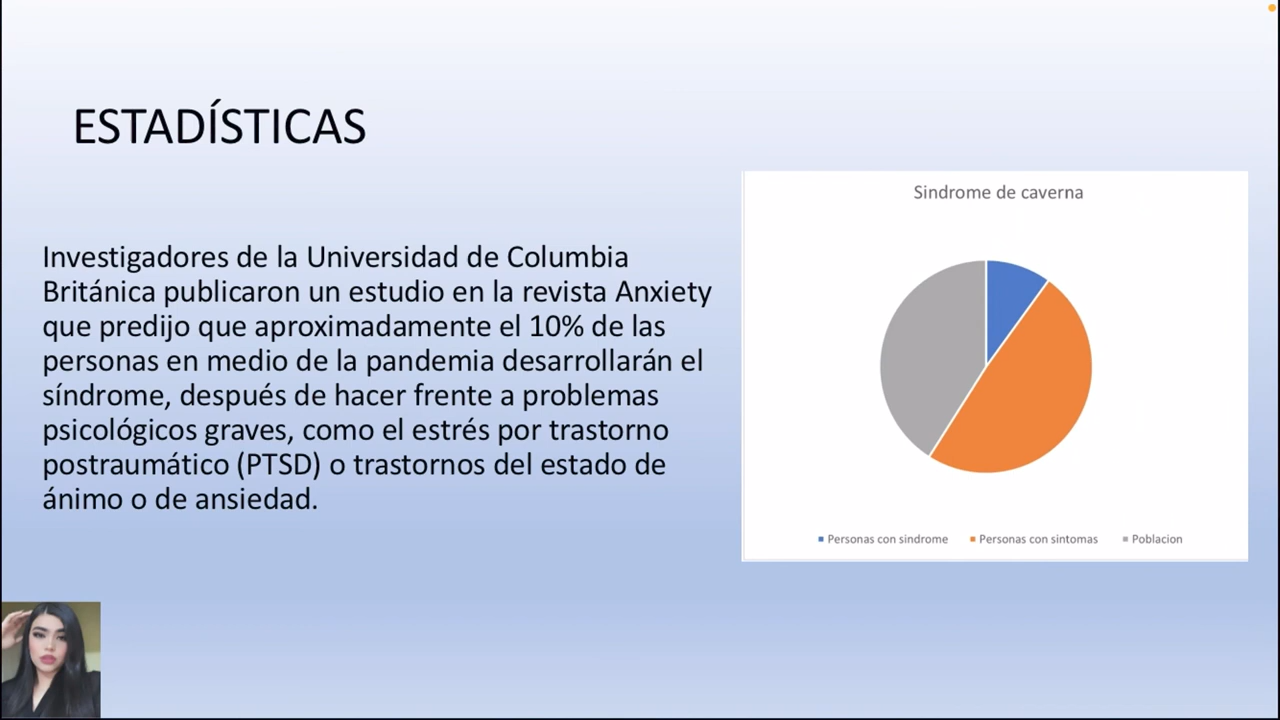 ESTADÍSTICAS
Investigadores de la Universidad de Columbia
Británica publicaron un estudio en la revista Anxiety
que predijo que aproximadamente el 10% de las
personas en medio de la pandemia desarrollarán el
síndrome, después de hacer frente a problemas
psicológicos graves, como el estrés por trastorno
postraumático (PTSD) o trastornos del estado de
ánimo o de ansiedad.
Sindrome de caverna
Personas con sindrome
Personas con sintomas
Poblacion